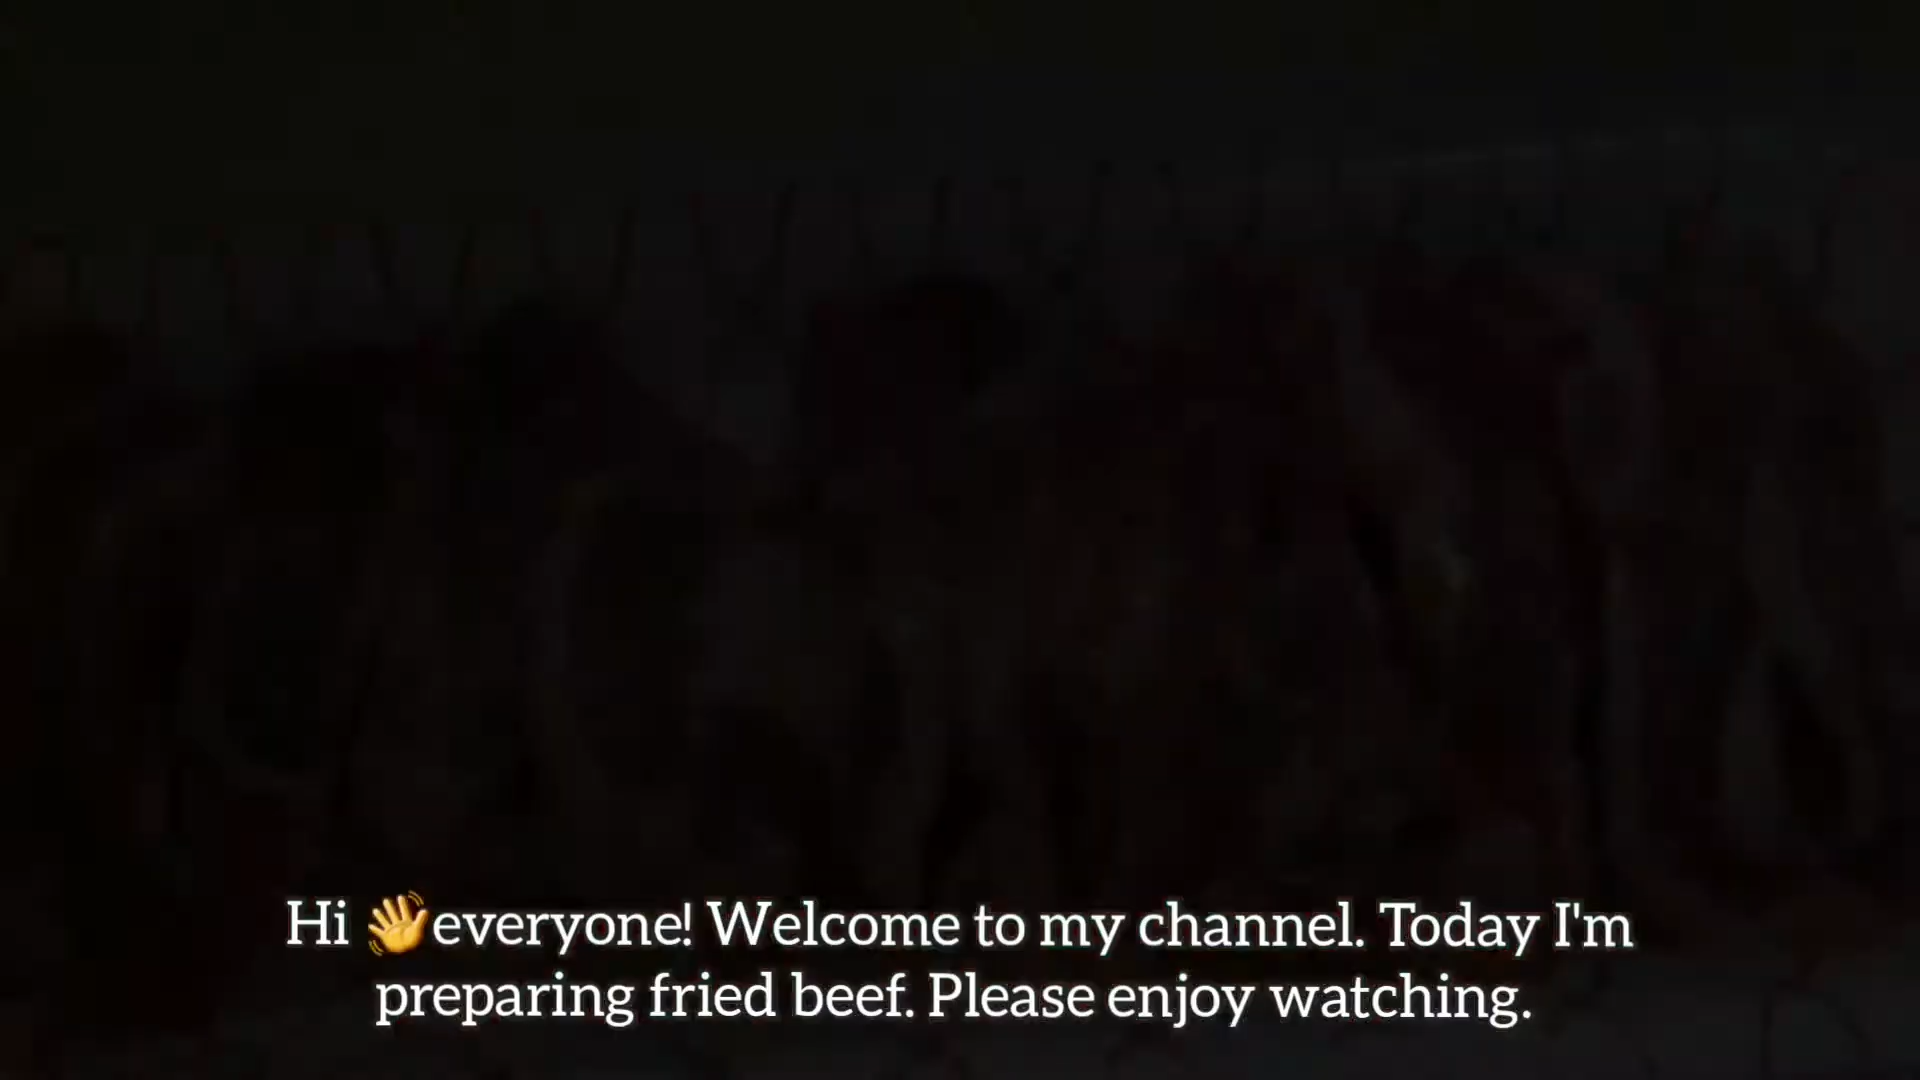 Hi 👋everyone! Welcome to my channel. Today I'm
preparing fried beef. Please enjoy watching.